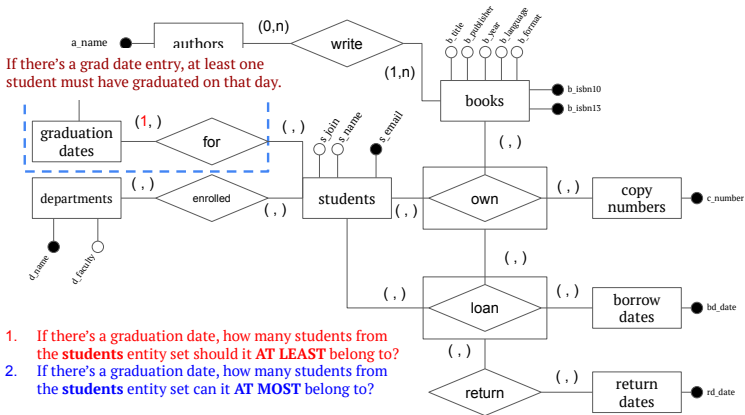 (0,n)
a_name
authors
write
b_title
b_publisher
b_year
b_language
b_format
If there's a grad date entry, at least one
student must have graduated on that day.
(1,n)
books
b_isbn10
b_isbn13
graduation
dates
(1, )
for
( , )
s_join
s_name
s_email
( , )
departments
( , )
enrolled
( , )
students
( , )
own
( , )
copy
numbers
c_number
d_name
d_faculty
( , )
( , )
loan
( , )
borrow
dates
bd_date
1. If there's a graduation date, how many students from
the students entity set should it AT LEAST belong to?
2. If there's a graduation date, how many students from
the students entity set can it AT MOST belong to?
( , )
return
( , )
return
dates
rd_date